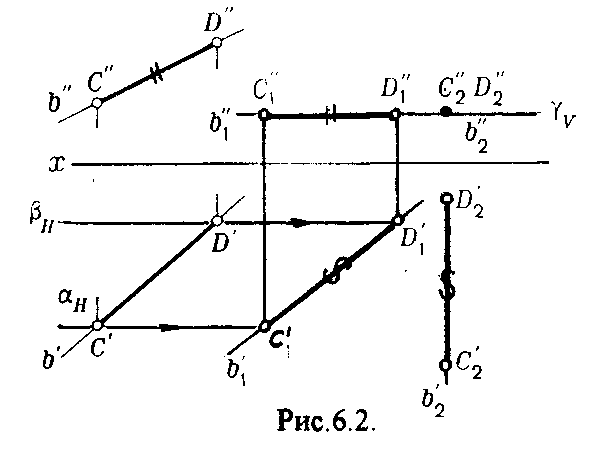 D''
C''
b''
C₁'' D₁'' C₂'' D₂''
b₁'' b₂'' γV
x
βH D' D₁' D₂'
αH
b' C' b₁' C₁' C₂'
b₂'
Рис.6.2.